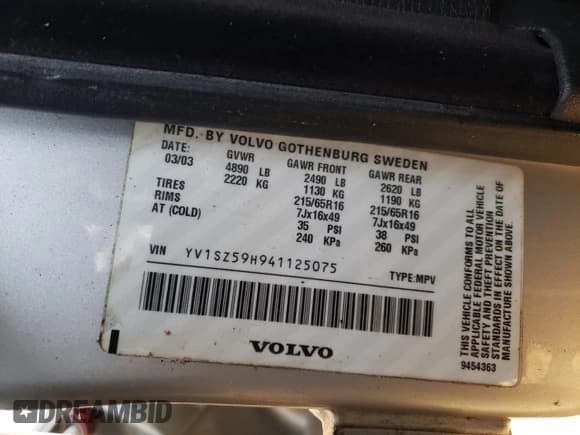 MFD. BY VOLVO GOTHENBURG SWEDEN
DATE: GVWR GAWR FRONT GAWR REAR
03/03 4890 LB 2490 LB 2620 LB
2220 KG 1130 KG 1190 KG
TIRES 215/65R16 215/65R16
RIMS 7Jx16x49 7Jx16x49
AT (COLD) 35 PSI 38 PSI
240 KPa 260 KPa
VIN YV1SZ59H941125075 TYPE:MPV
VOLVO
THIS VEHICLE CONFORMS TO ALL
APPLICABLE FEDERAL MOTOR VEHICLE
SAFETY AND THEFT PREVENTION
STANDARDS IN EFFECT ON THE DATE OF
MANUFACTURE SHOWN ABOVE.
9454363
DREAMBID